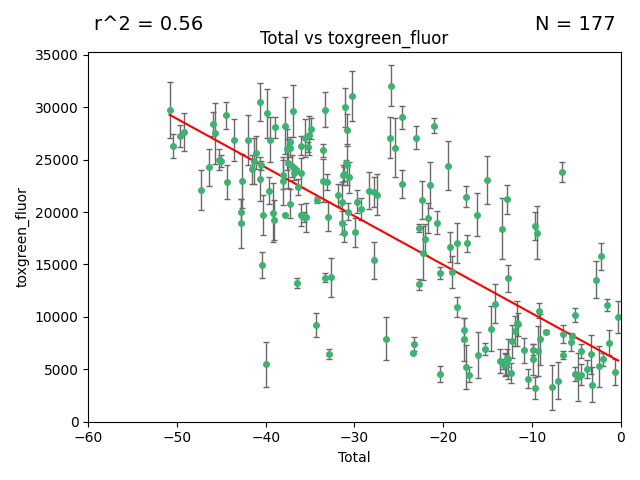 r^2 = 0.56 N = 177
Total vs toxgreen_fluor
35000
30000
25000
20000
15000
10000
5000
0
toxgreen_fluor
−60 −50 −40 −30 −20 −10 0
Total